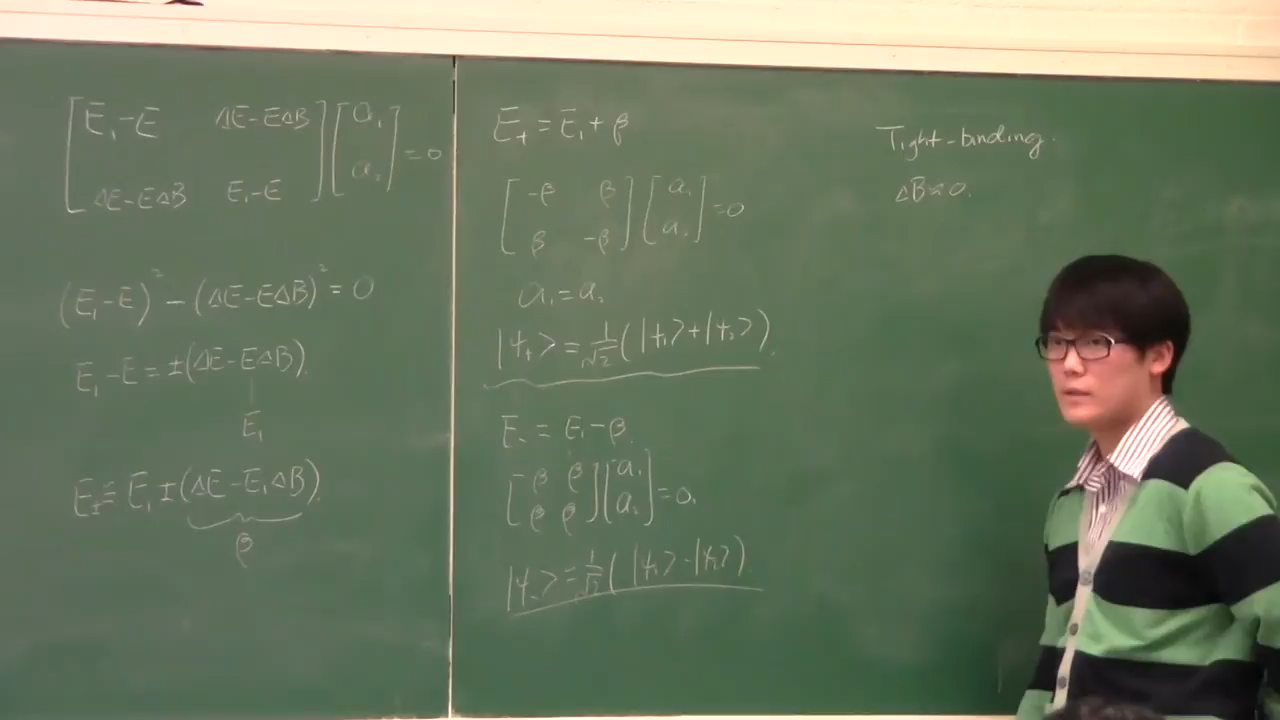 [ E₁-E  ΔE-EΔB ] [ a₁ ]
[ ΔE-EΔB  E₁-E ] [ a₂ ] = 0
(E₁-E)² - (ΔE-EΔB)² = 0
E₁-E = ±(ΔE-EΔB).
E₁
E± ≅ E₁ ± (ΔE-E₁ΔB).
β
E₊ = E₁ + β
[ -β  β ] [ a₁ ]
[ β  -β ] [ a₂ ] = 0
a₁ = a₂
|ψ₊> = 1/√2 (|ψ₁> + |ψ₂>).
E₋ = E₁ - β.
[ β  β ] [ a₁ ]
[ β  β ] [ a₂ ] = 0.
|ψ₋> = 1/√2 (|ψ₁> - |ψ₂>).
Tight-binding.
ΔB≈0.